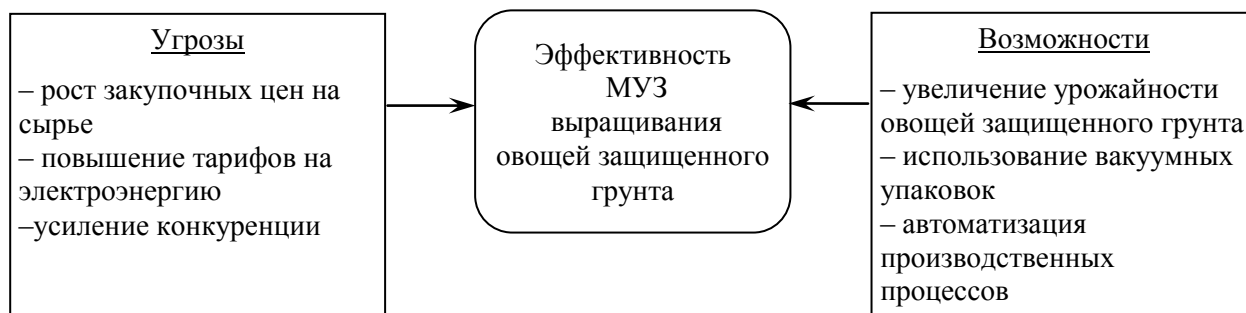 Угрозы
– рост закупочных цен на
сырье
– повышение тарифов на
электроэнергию
–усиление конкуренции
Эффективность
МУЗ
выращивания
овощей защищенного
грунта
Возможности
– увеличение урожайности
овощей защищенного грунта
– использование вакуумных
упаковок
– автоматизация
производственных
процессов